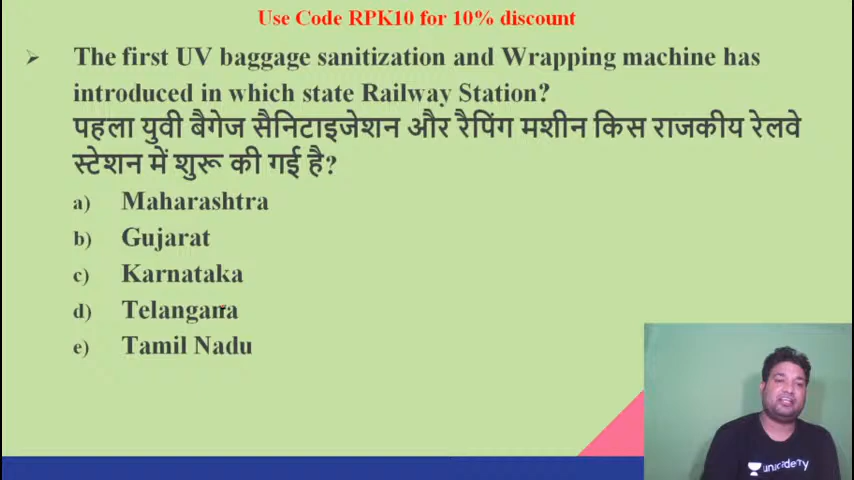 Use Code RPK10 for 10% discount
➢ The first UV baggage sanitization and Wrapping machine has
introduced in which state Railway Station?
पहला युवी बैगेज सैनिटाइजेशन और रैपिंग मशीन किस राजकीय रेलवे
स्टेशन में शुरू की गई है?
a) Maharashtra
b) Gujarat
c) Karnataka
d) Telangana
e) Tamil Nadu
unacademy